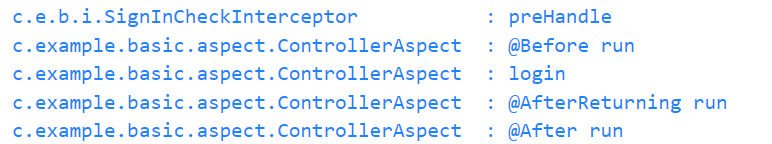 c.e.b.i.SignInCheckInterceptor : preHandle
c.example.basic.aspect.ControllerAspect : @Before run
c.example.basic.aspect.ControllerAspect : login
c.example.basic.aspect.ControllerAspect : @AfterReturning run
c.example.basic.aspect.ControllerAspect : @After run